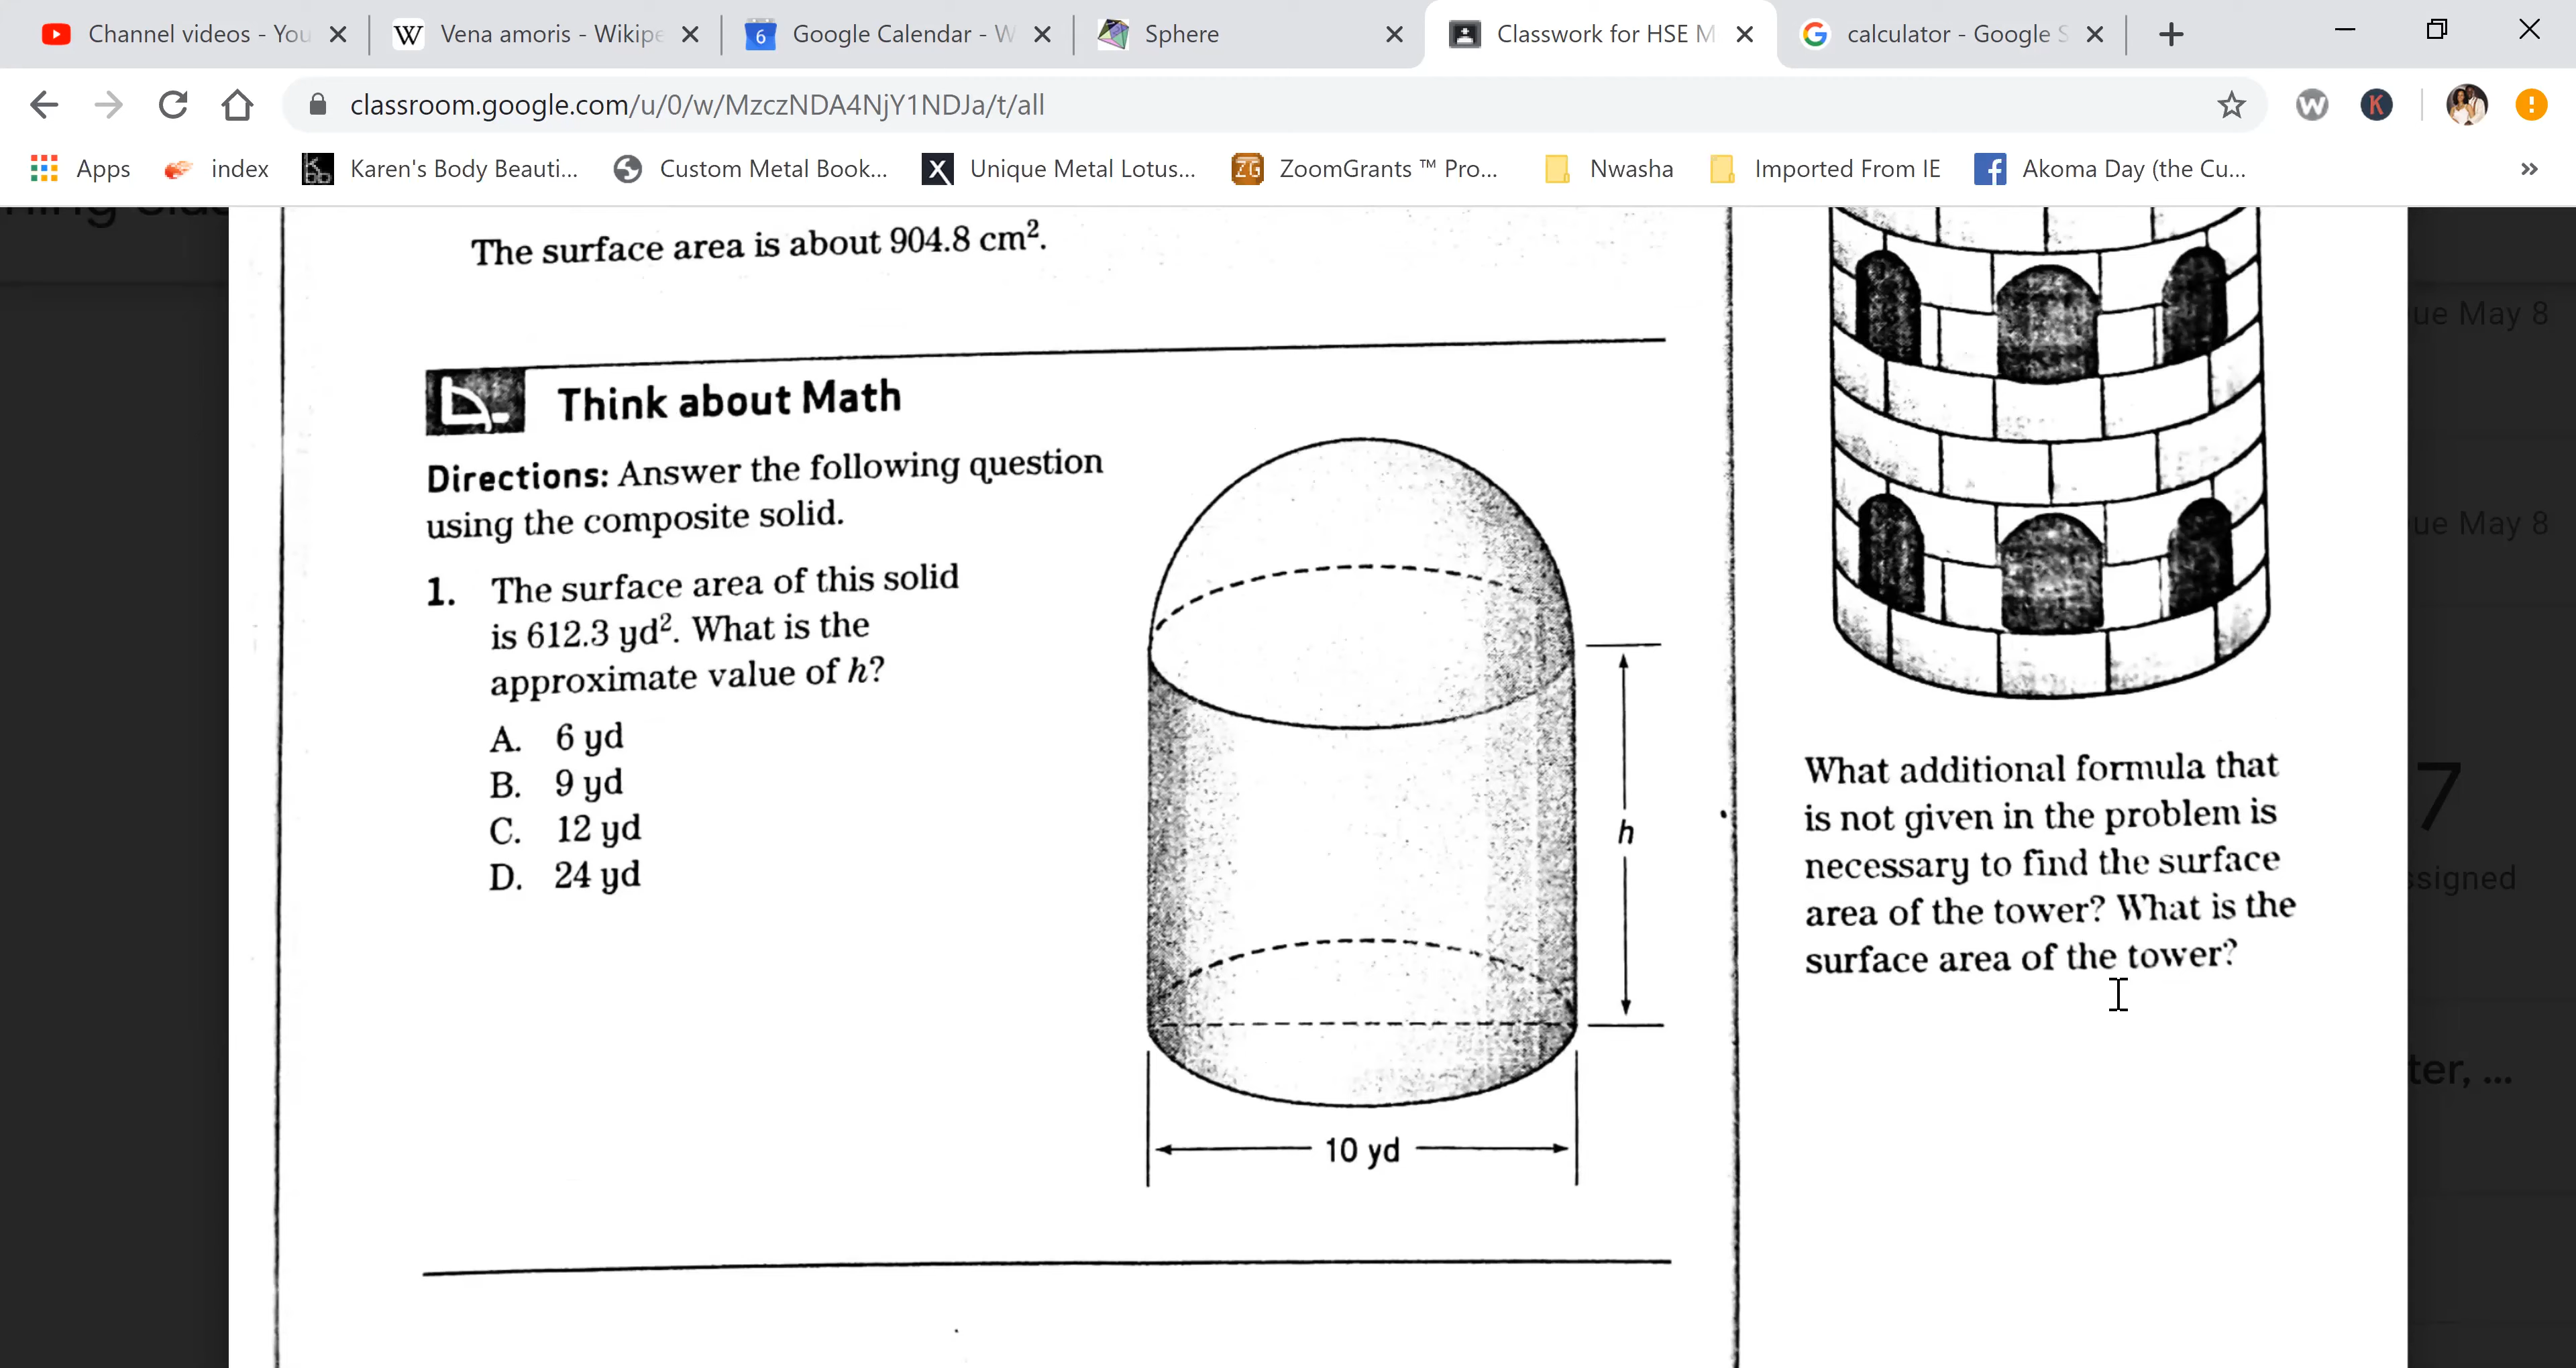 Channel videos - You
Vena amoris - Wikipe
6
Google Calendar - W
Sphere
Classwork for HSE M
calculator - Google S
classroom.google.com/u/0/w/MzczNDA4NjY1NDJa/t/all
Apps
index
Karen's Body Beauti...
Custom Metal Book...
Unique Metal Lotus...
ZG
ZoomGrants ™ Pro...
Nwasha
Imported From IE
Akoma Day (the Cu...
»
The surface area is about 904.8 cm².
Think about Math
Directions: Answer the following question
using the composite solid.
1. The surface area of this solid
is 612.3 yd². What is the
approximate value of h?
A. 6 yd
B. 9 yd
C. 12 yd
D. 24 yd
h
10 yd
What additional formula that
is not given in the problem is
necessary to find the surface
area of the tower? What is the
surface area of the tower?
ue May 8
ue May 8
7
ssigned
ter, ...